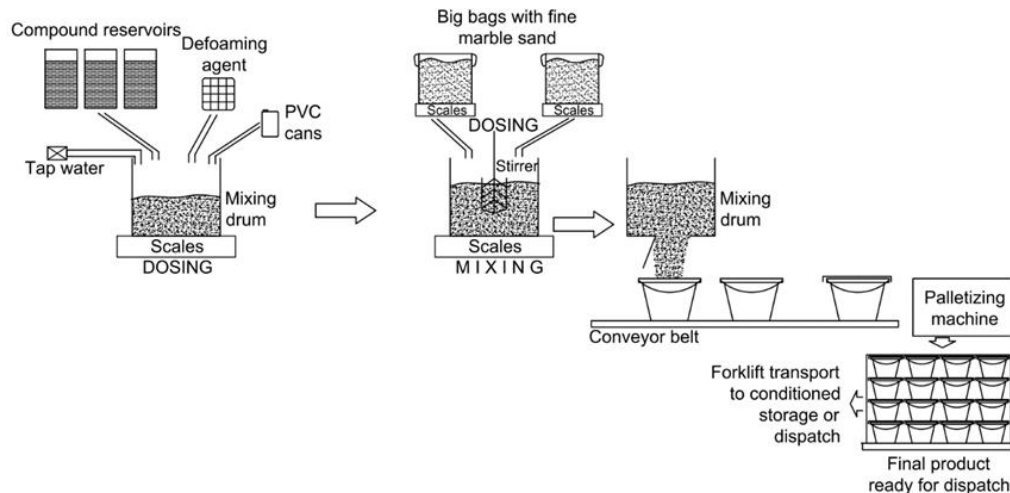 Compound reservoirs
Defoaming
agent
PVC
cans
Tap water
Mixing
drum
Scales
DOSING
Big bags with fine
marble sand
Scales
Scales
DOSING
Stirrer
Scales
MIXING
Mixing
drum
Conveyor belt
Palletizing
machine
Forklift transport
to conditioned
storage or
dispatch
Final product
ready for dispatch